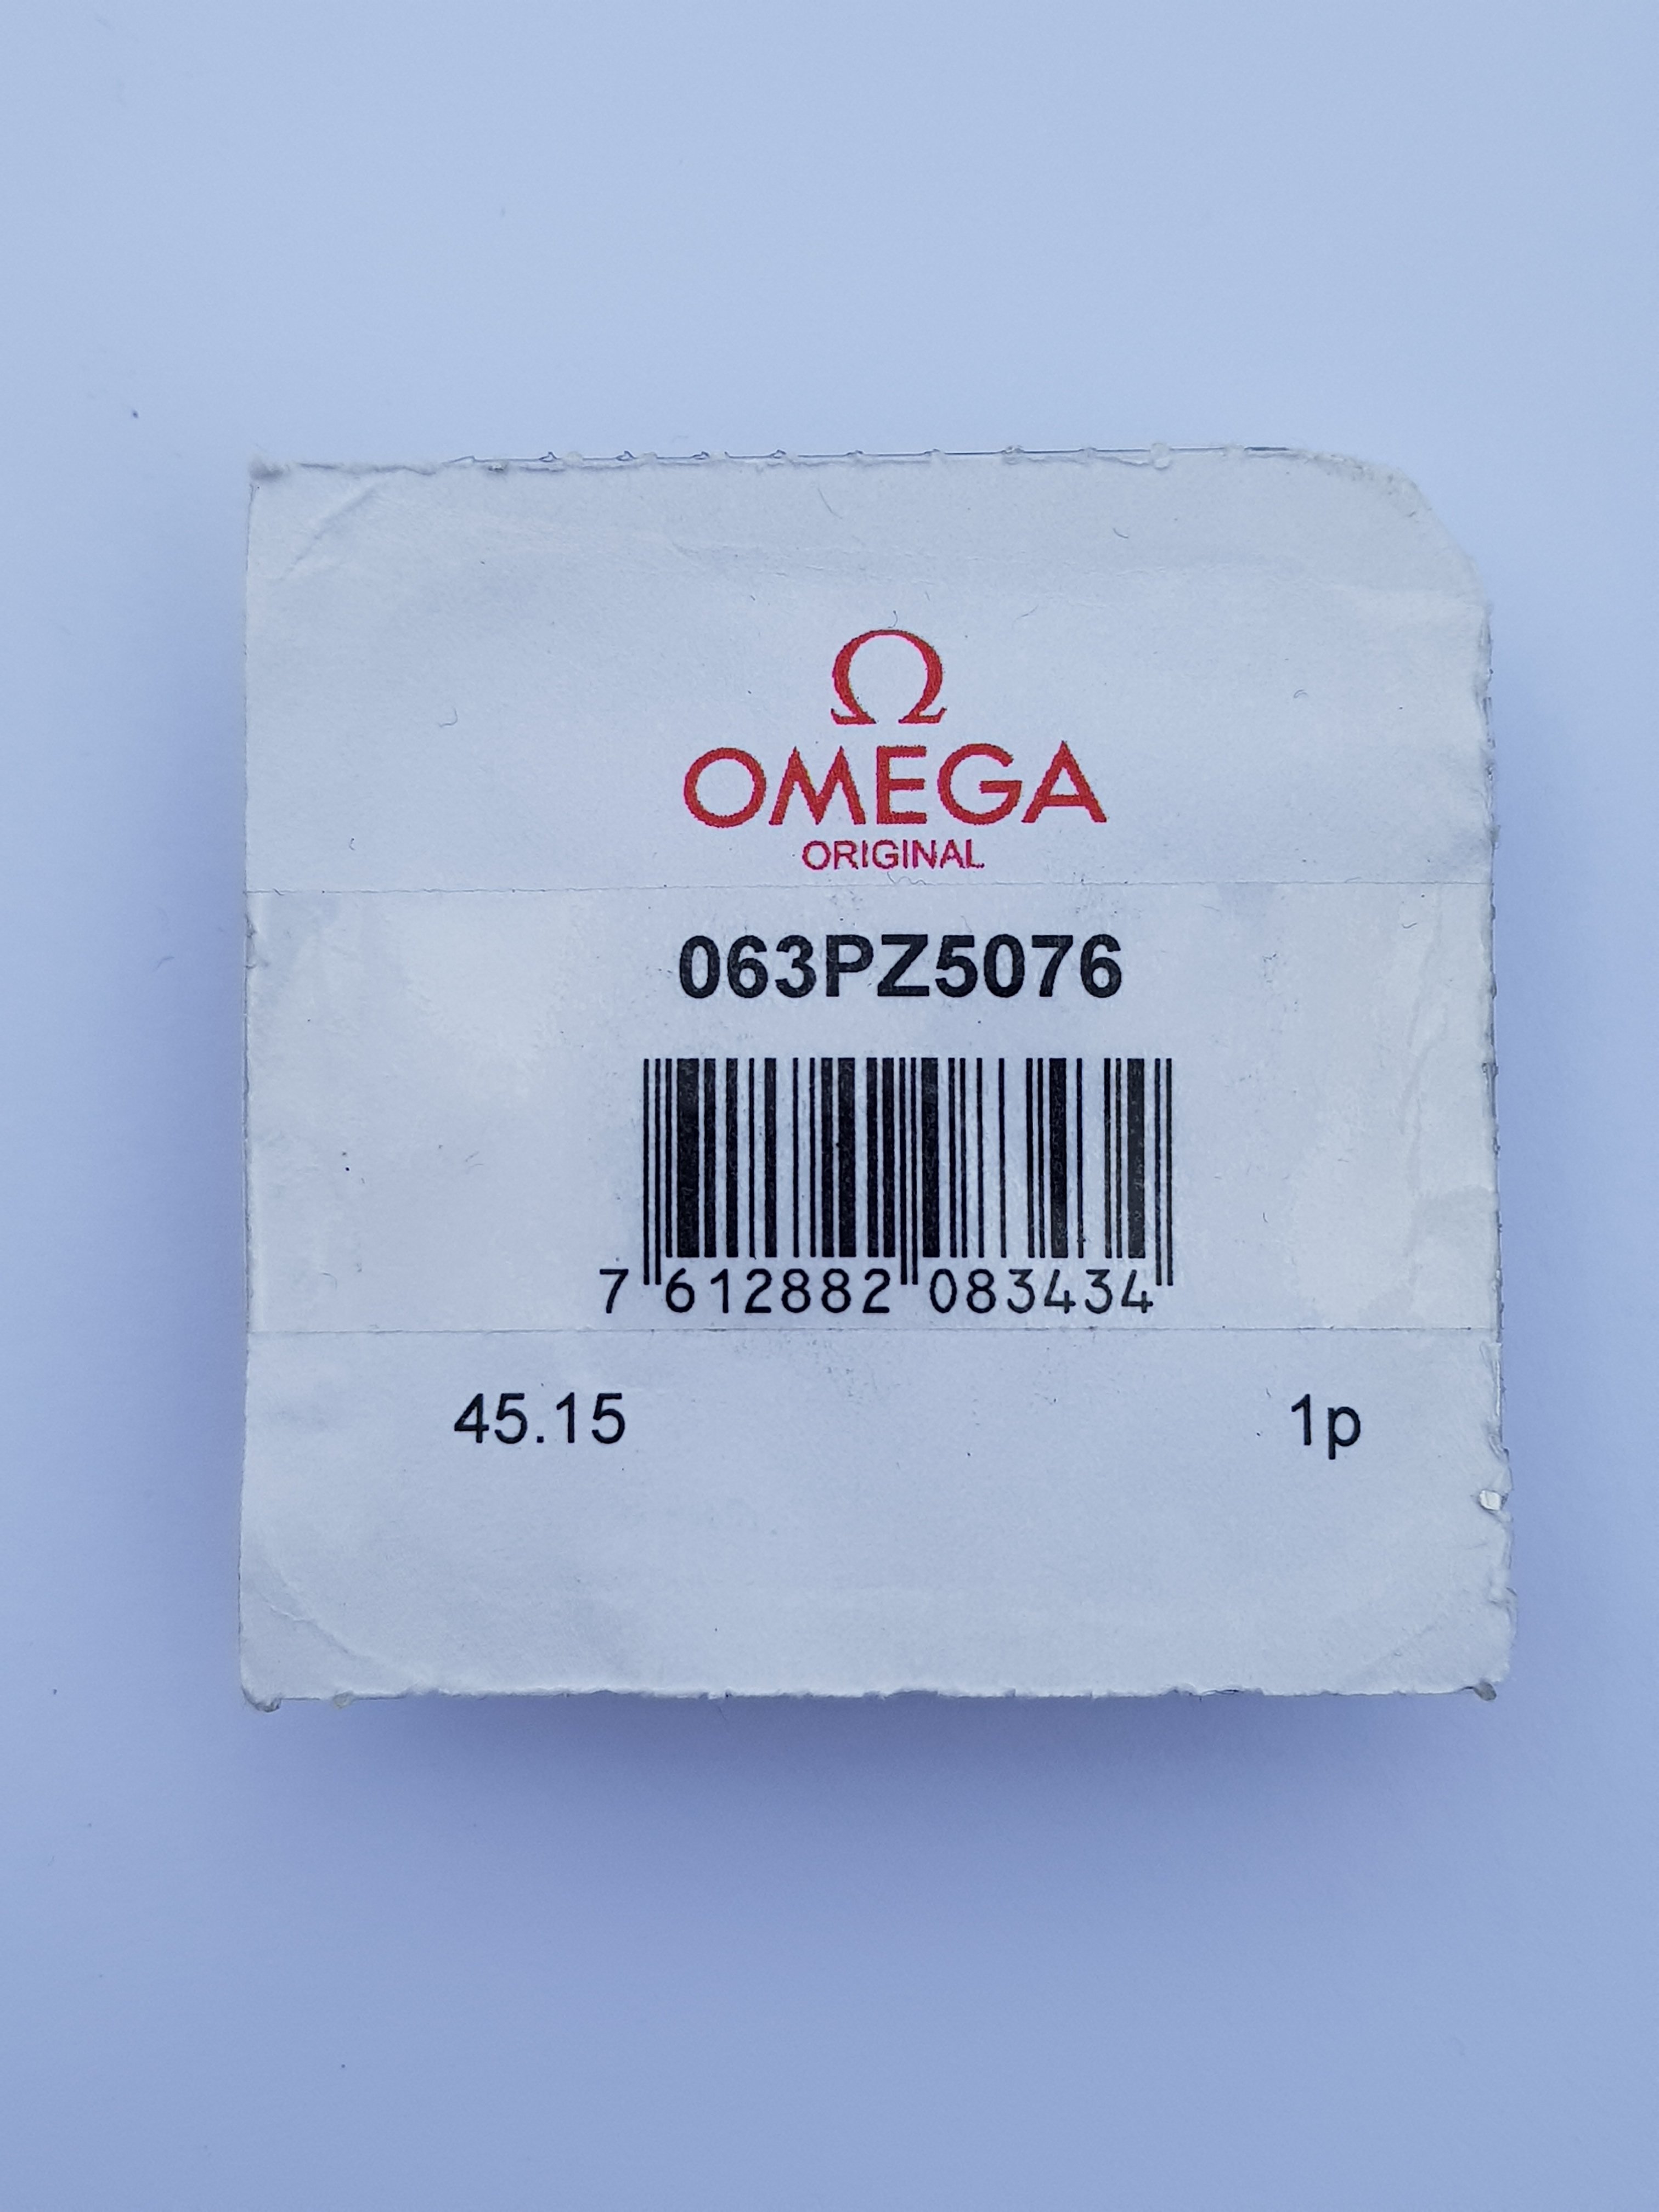 Ω
OMEGA
ORIGINAL
063PZ5076
7 612882 083434
45.15 1p